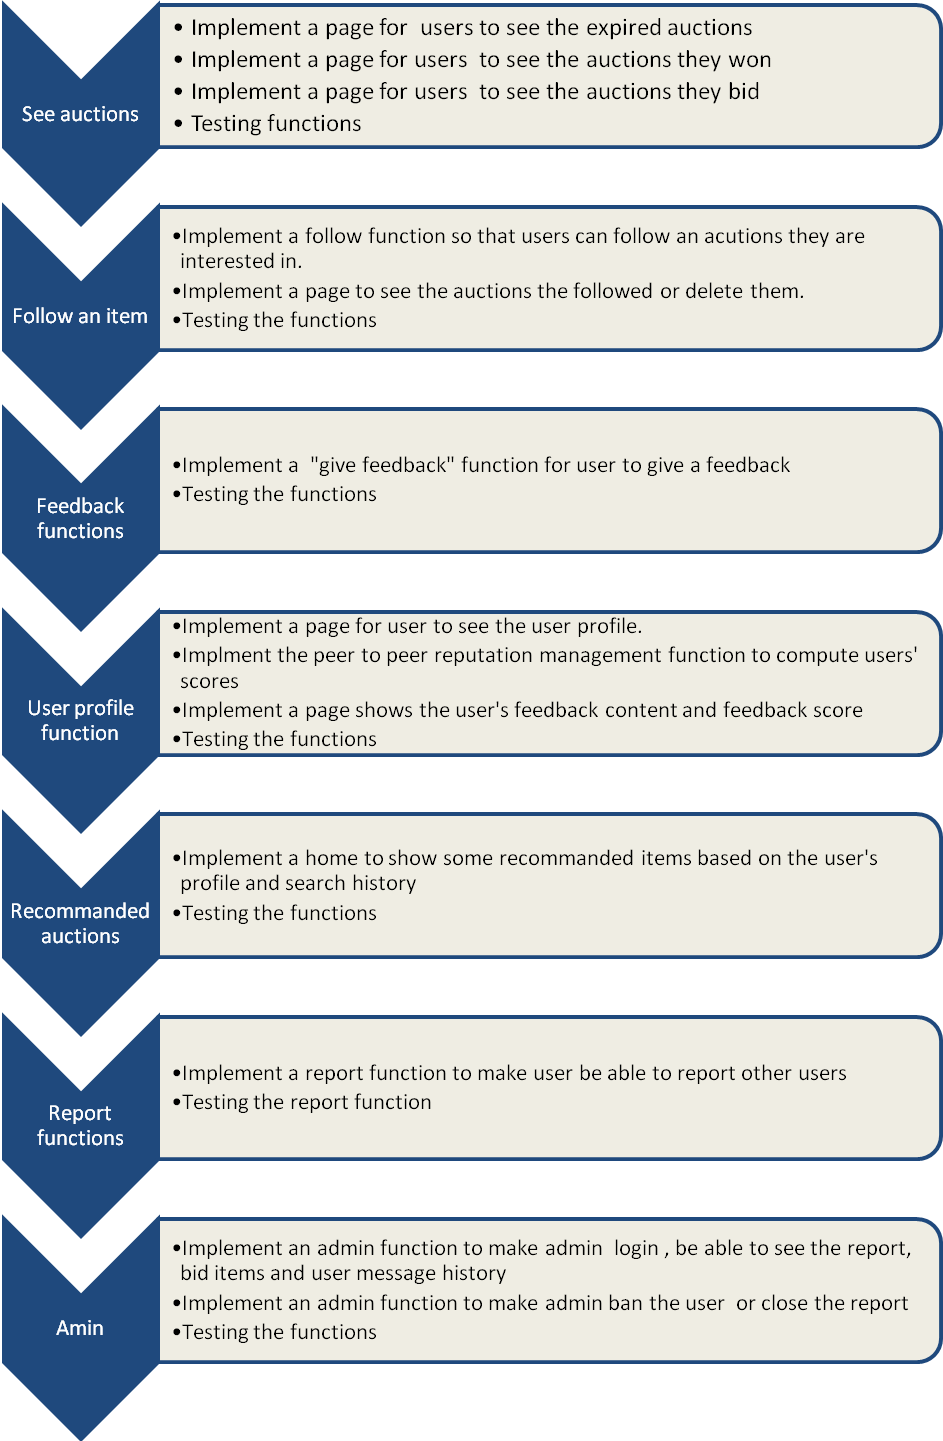 See auctions
• Implement a page for  users to see the expired auctions
• Implement a page for users  to see the auctions they won
• Implement a page for users  to see the auctions they bid
• Testing functions
Follow an item
•Implement a follow function so that users can follow an acutions they are
interested in.
•Implement a page to see the auctions the followed or delete them.
•Testing the functions
Feedback
functions
•Implement a  "give feedback" function for user to give a feedback
•Testing the functions
User profile
function
•Implement a page for user to see the user profile.
•Implment the peer to peer reputation management function to compute users'
scores
•Implement a page shows the user's feedback content and feedback score
•Testing the functions
Recommanded
auctions
•Implement a home to show some recommanded items based on the user's
profile and search history
•Testing the functions
Report
functions
•Implement a report function to make user be able to report other users
•Testing the report function
Amin
•Implement an admin function to make admin  login , be able to see the report,
bid items and user message history
•Implement an admin function to make admin ban the user  or close the report
•Testing the functions